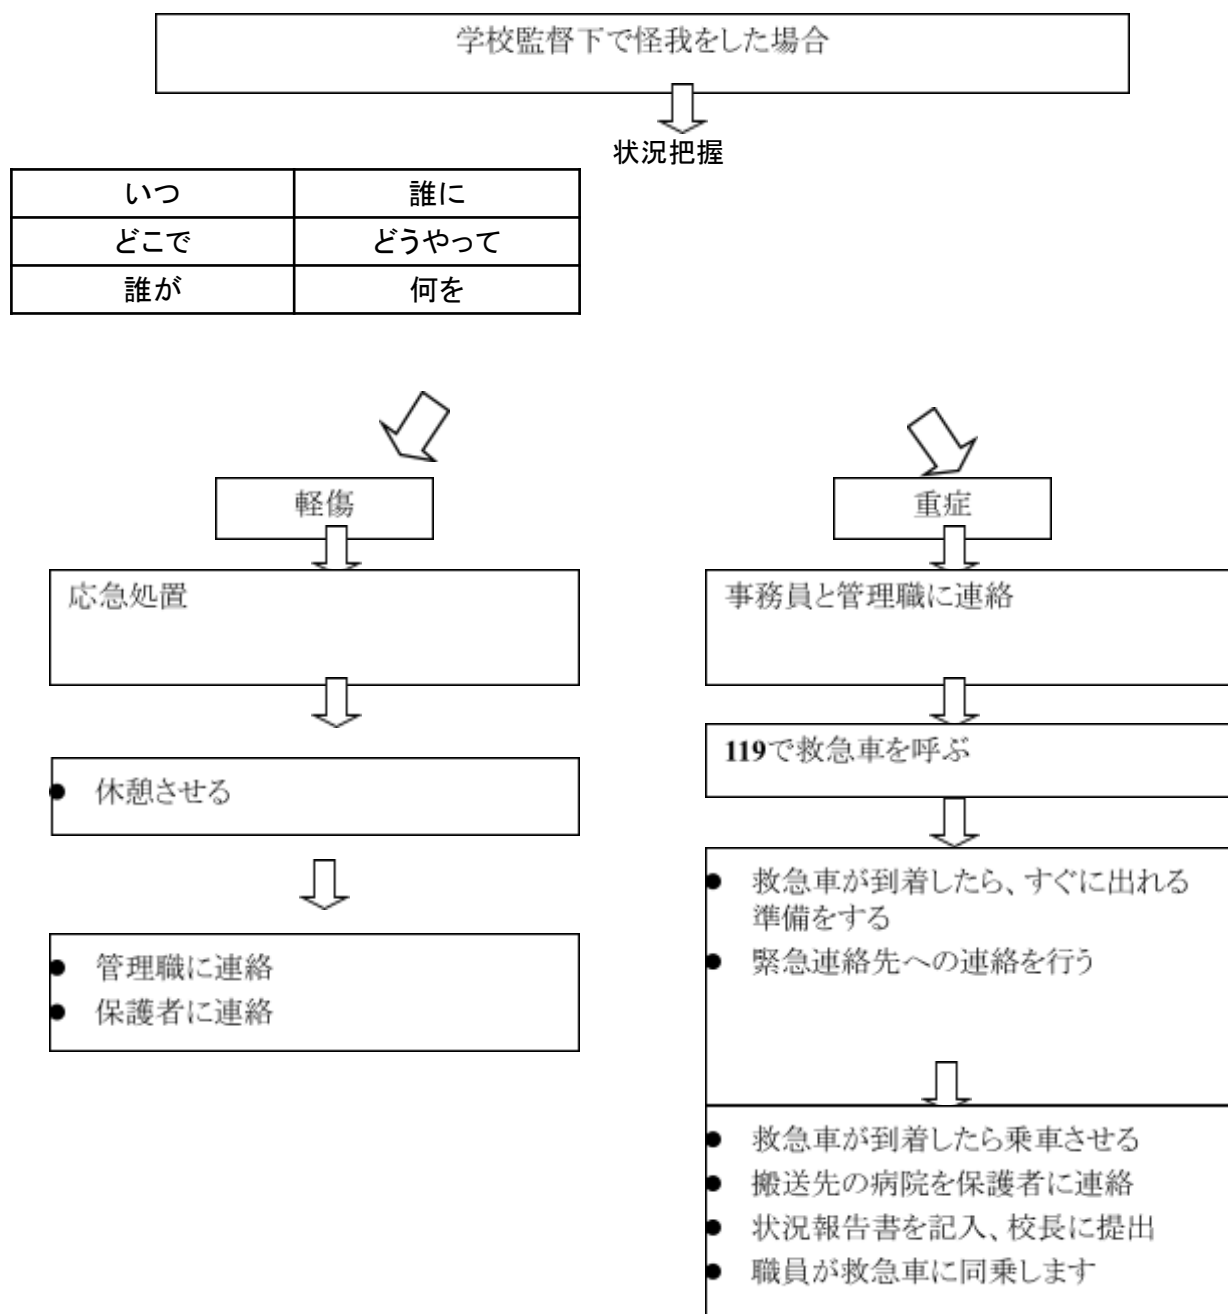 学校監督下で怪我をした場合
状況把握
いつ 誰に
どこで どうやって
誰が 何を
軽傷
応急処置
● 休憩させる
● 管理職に連絡
● 保護者に連絡
重症
事務員と管理職に連絡
119で救急車を呼ぶ
● 救急車が到着したら、すぐに出れる
準備をする
● 緊急連絡先への連絡を行う
● 救急車が到着したら乗車させる
● 搬送先の病院を保護者に連絡
● 状況報告書を記入、校長に提出
● 職員が救急車に同乗します